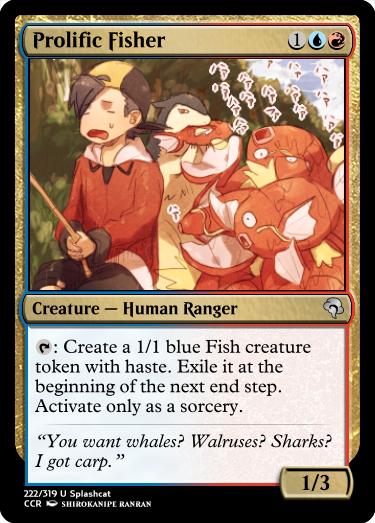 Prolific Fisher
1
Creature — Human Ranger
: Create a 1/1 blue Fish creature
token with haste. Exile it at the
beginning of the next end step.
Activate only as a sorcery.
“You want whales? Walruses? Sharks?
I got carp.”
1/3
222/319 U Splashcat
CCR SHIROKANIPE RANRAN